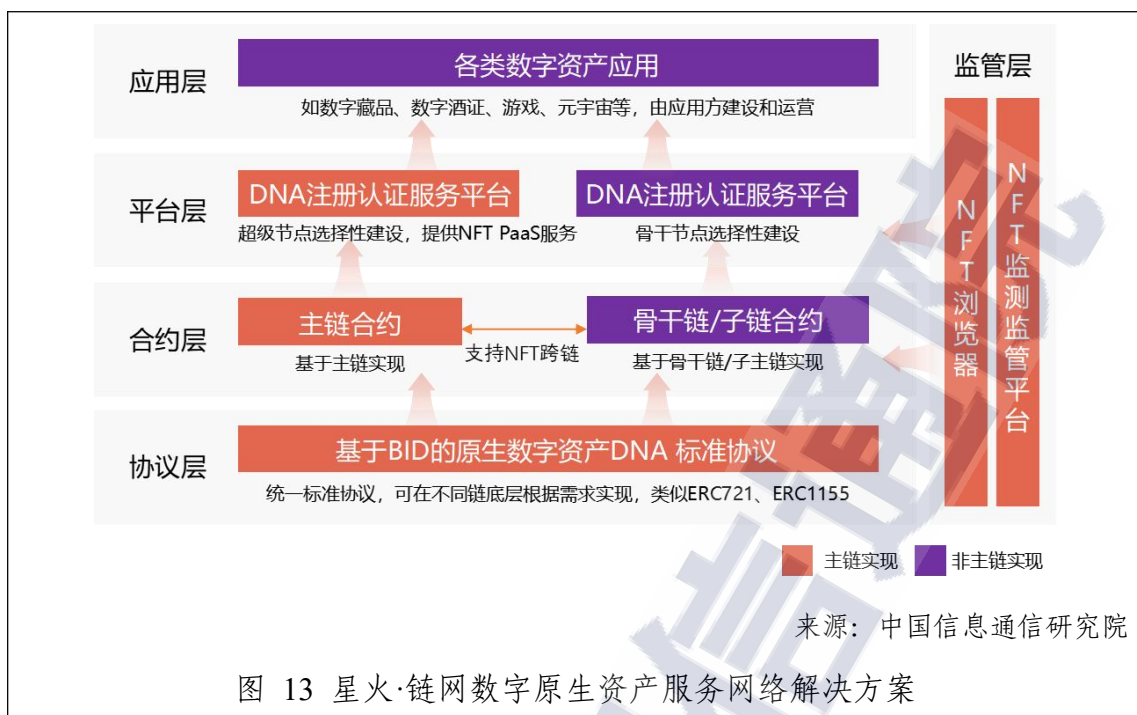 应用层
各类数字资产应用
如数字藏品、数字酒证、游戏、元宇宙等，由应用方建设和运营
平台层
DNA注册认证服务平台
超级节点选择性建设，提供NFT PaaS服务
DNA注册认证服务平台
骨干节点选择性建设
合约层
主链合约
基于主链实现
支持NFT跨链
骨干链/子链合约
基于骨干链/子主链实现
协议层
基于BID的原生数字资产DNA 标准协议
统一标准协议，可在不同链底层根据需求实现，类似ERC721、ERC1155
监管层
NFT浏览器
NFT监测监管平台
主链实现
非主链实现
来源：中国信息通信研究院
图 13 星火·链网数字原生资产服务网络解决方案